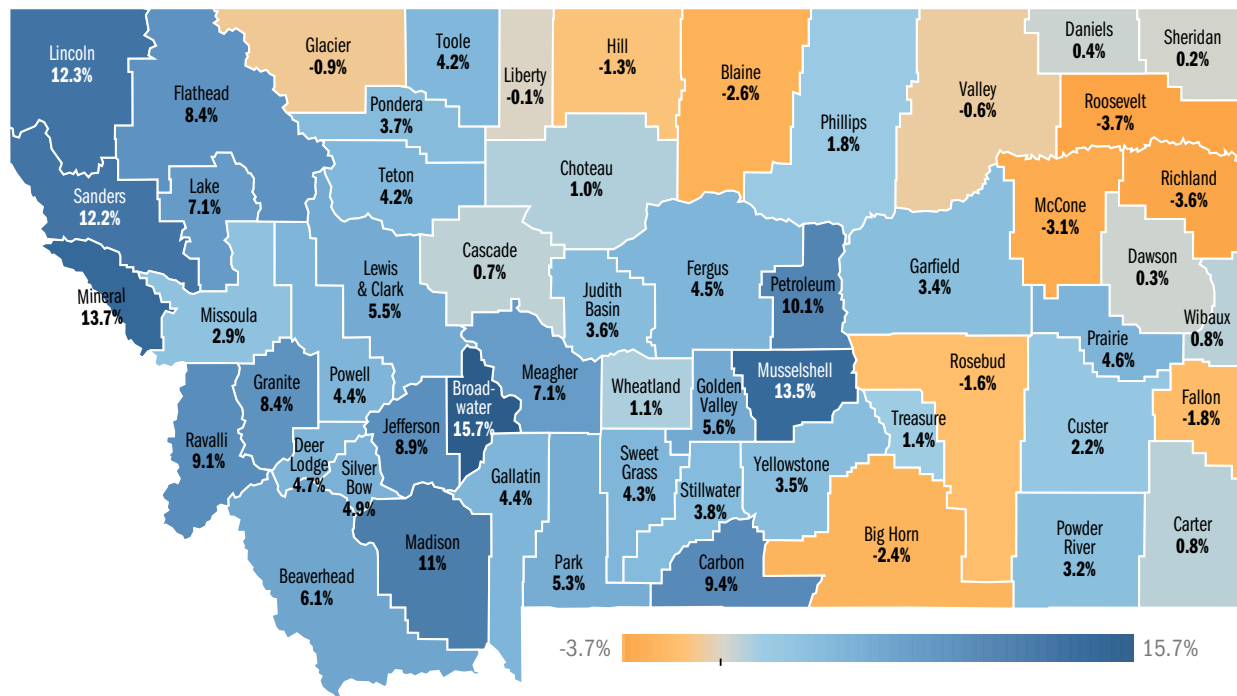 Lincoln
12.3%
Flathead
8.4%
Glacier
-0.9%
Toole
4.2%
Liberty
-0.1%
Hill
-1.3%
Blaine
-2.6%
Phillips
1.8%
Valley
-0.6%
Daniels
0.4%
Sheridan
0.2%
Roosevelt
-3.7%
Pondera
3.7%
Teton
4.2%
Choteau
1.0%
Sanders
12.2%
Lake
7.1%
Cascade
0.7%
Lewis
& Clark
5.5%
Judith
Basin
3.6%
Fergus
4.5%
Petroleum
10.1%
Garfield
3.4%
McCone
-3.1%
Richland
-3.6%
Dawson
0.3%
Wibaux
0.8%
Mineral
13.7%
Missoula
2.9%
Prairie
4.6%
Granite
8.4%
Powell
4.4%
Broad-
water
15.7%
Meagher
7.1%
Wheatland
1.1%
Golden
Valley
5.6%
Musselshell
13.5%
Rosebud
-1.6%
Treasure
1.4%
Custer
2.2%
Fallon
-1.8%
Ravalli
9.1%
Deer
Lodge
4.7%
Silver
Bow
4.9%
Jefferson
8.9%
Gallatin
4.4%
Sweet
Grass
4.3%
Stillwater
3.8%
Yellowstone
3.5%
Big Horn
-2.4%
Powder
River
3.2%
Carter
0.8%
Beaverhead
6.1%
Madison
11%
Park
5.3%
Carbon
9.4%
-3.7%
15.7%